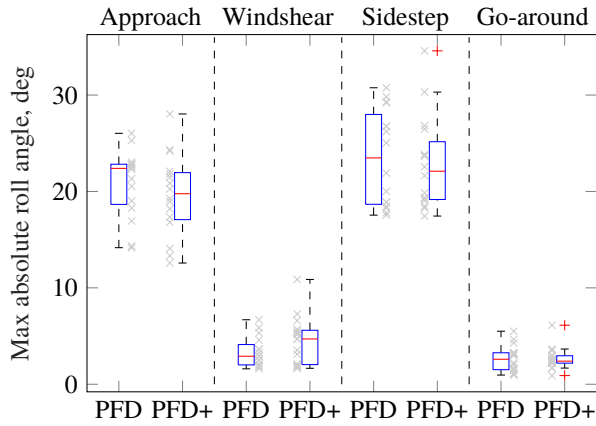 Approach Windshear Sidestep Go-around
Max absolute roll angle, deg
30
20
10
0
PFD PFD+ PFD PFD+ PFD PFD+ PFD PFD+